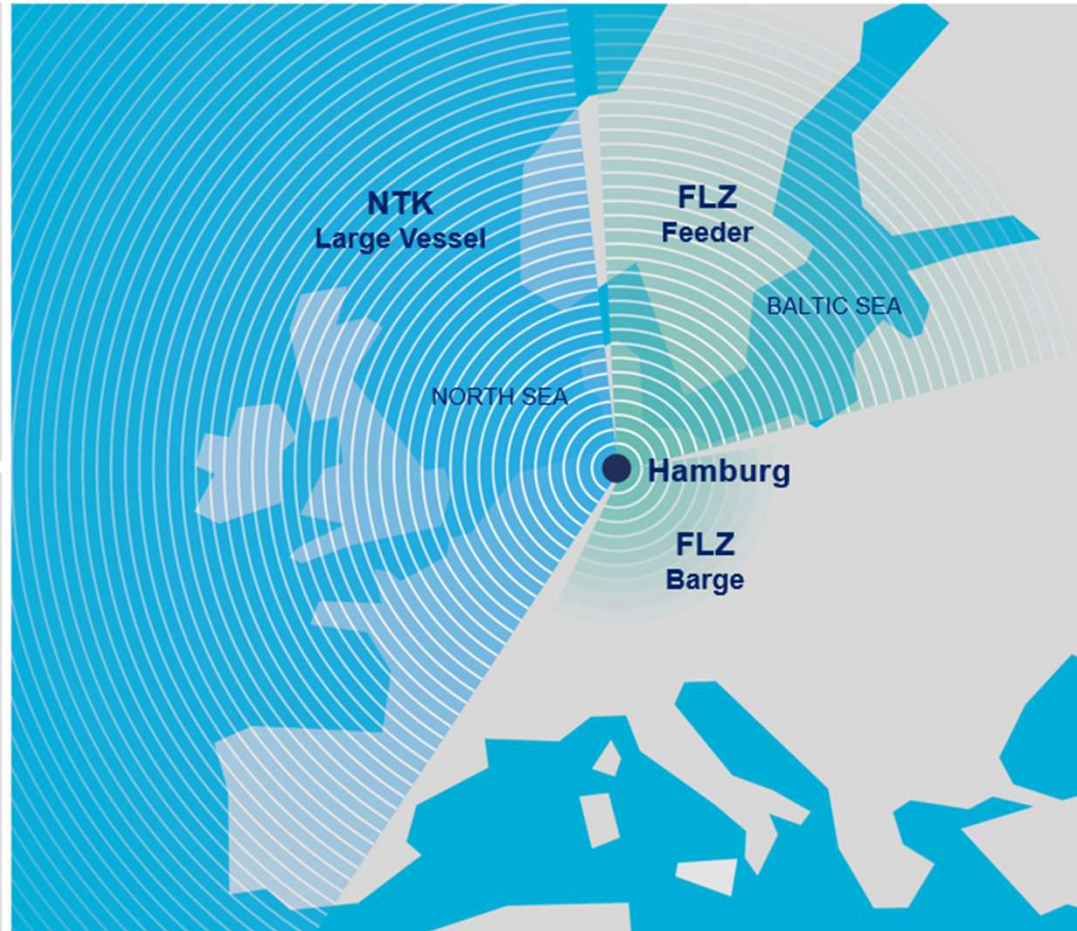 NTK
Large Vessel
FLZ
Feeder
BALTIC SEA
NORTH SEA
Hamburg
FLZ
Barge